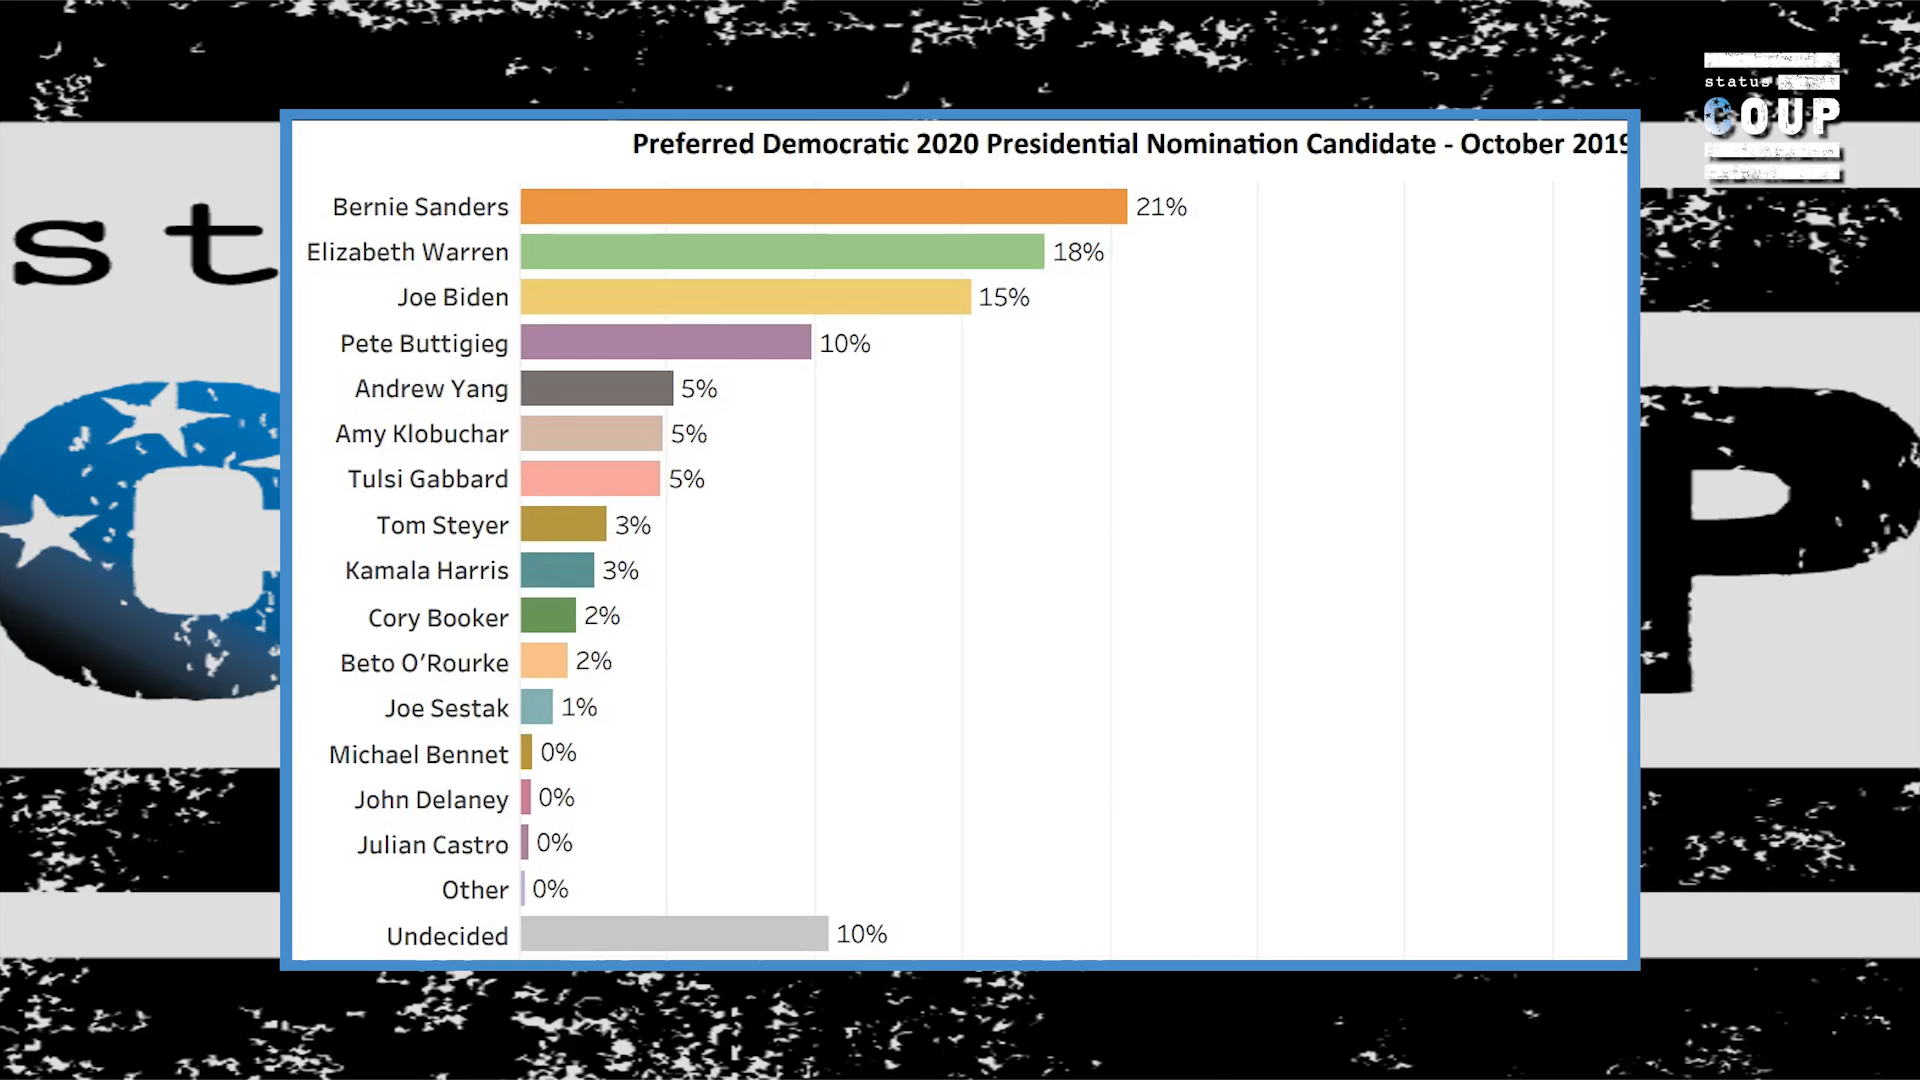 status
COUP
Preferred Democratic 2020 Presidential Nomination Candidate - October 2019
Bernie Sanders 21%
Elizabeth Warren 18%
Joe Biden 15%
Pete Buttigieg 10%
Andrew Yang 5%
Amy Klobuchar 5%
Tulsi Gabbard 5%
Tom Steyer 3%
Kamala Harris 3%
Cory Booker 2%
Beto O'Rourke 2%
Joe Sestak 1%
Michael Bennet 0%
John Delaney 0%
Julian Castro 0%
Other 0%
Undecided 10%
st
C P